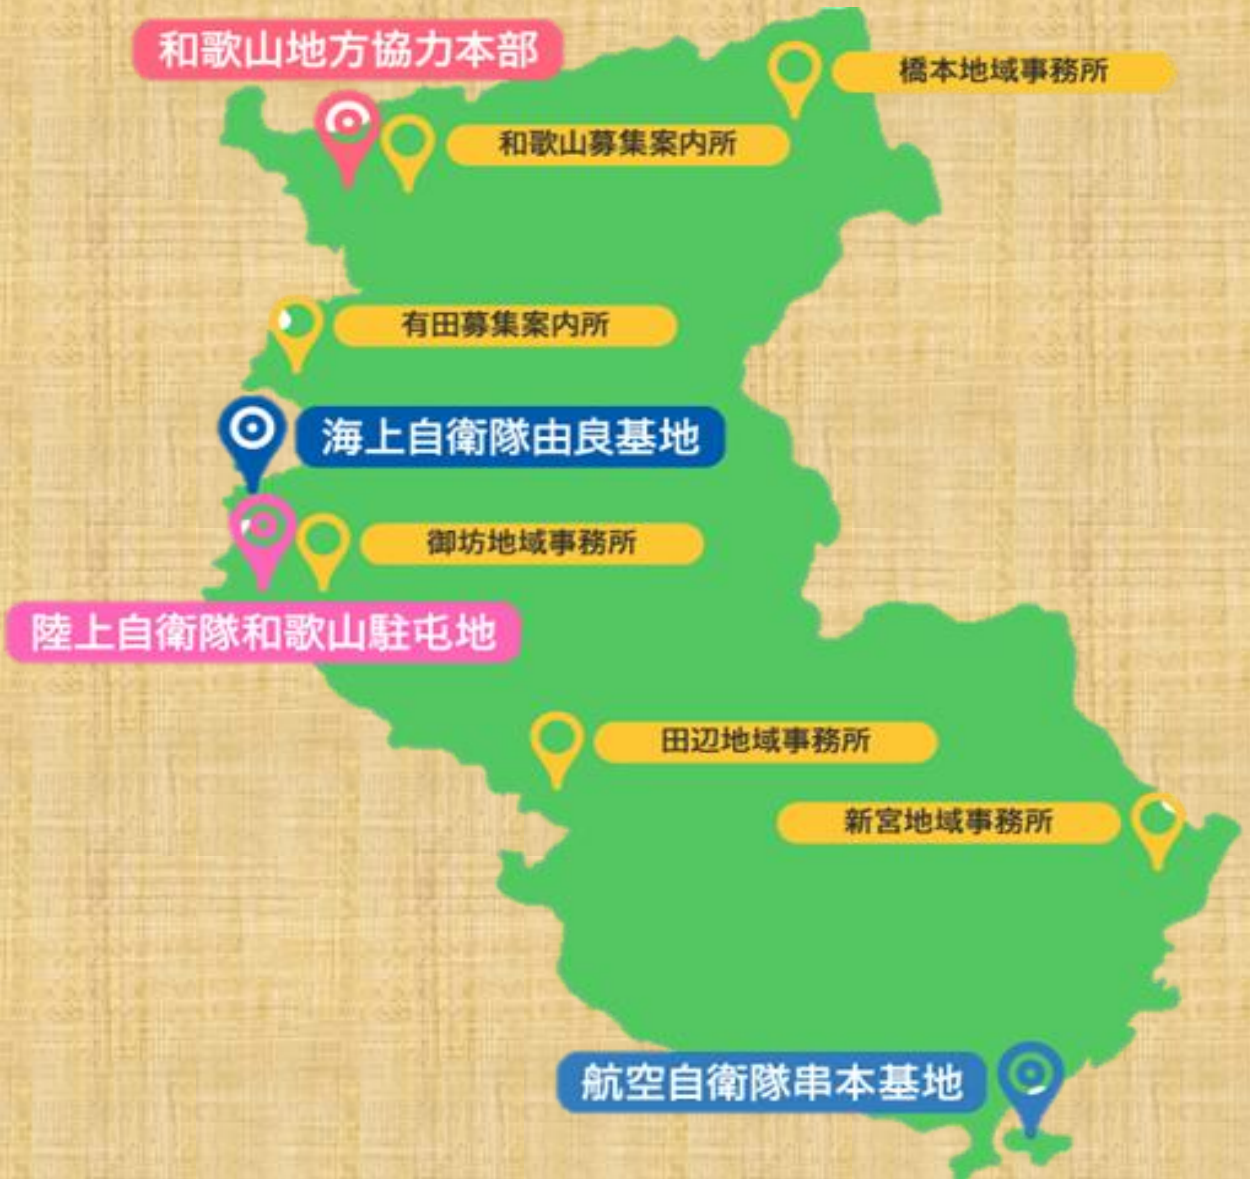 和歌山地方協力本部
橋本地域事務所
和歌山募集案内所
有田募集案内所
海上自衛隊由良基地
御坊地域事務所
陸上自衛隊和歌山駐屯地
田辺地域事務所
新宮地域事務所
航空自衛隊串本基地